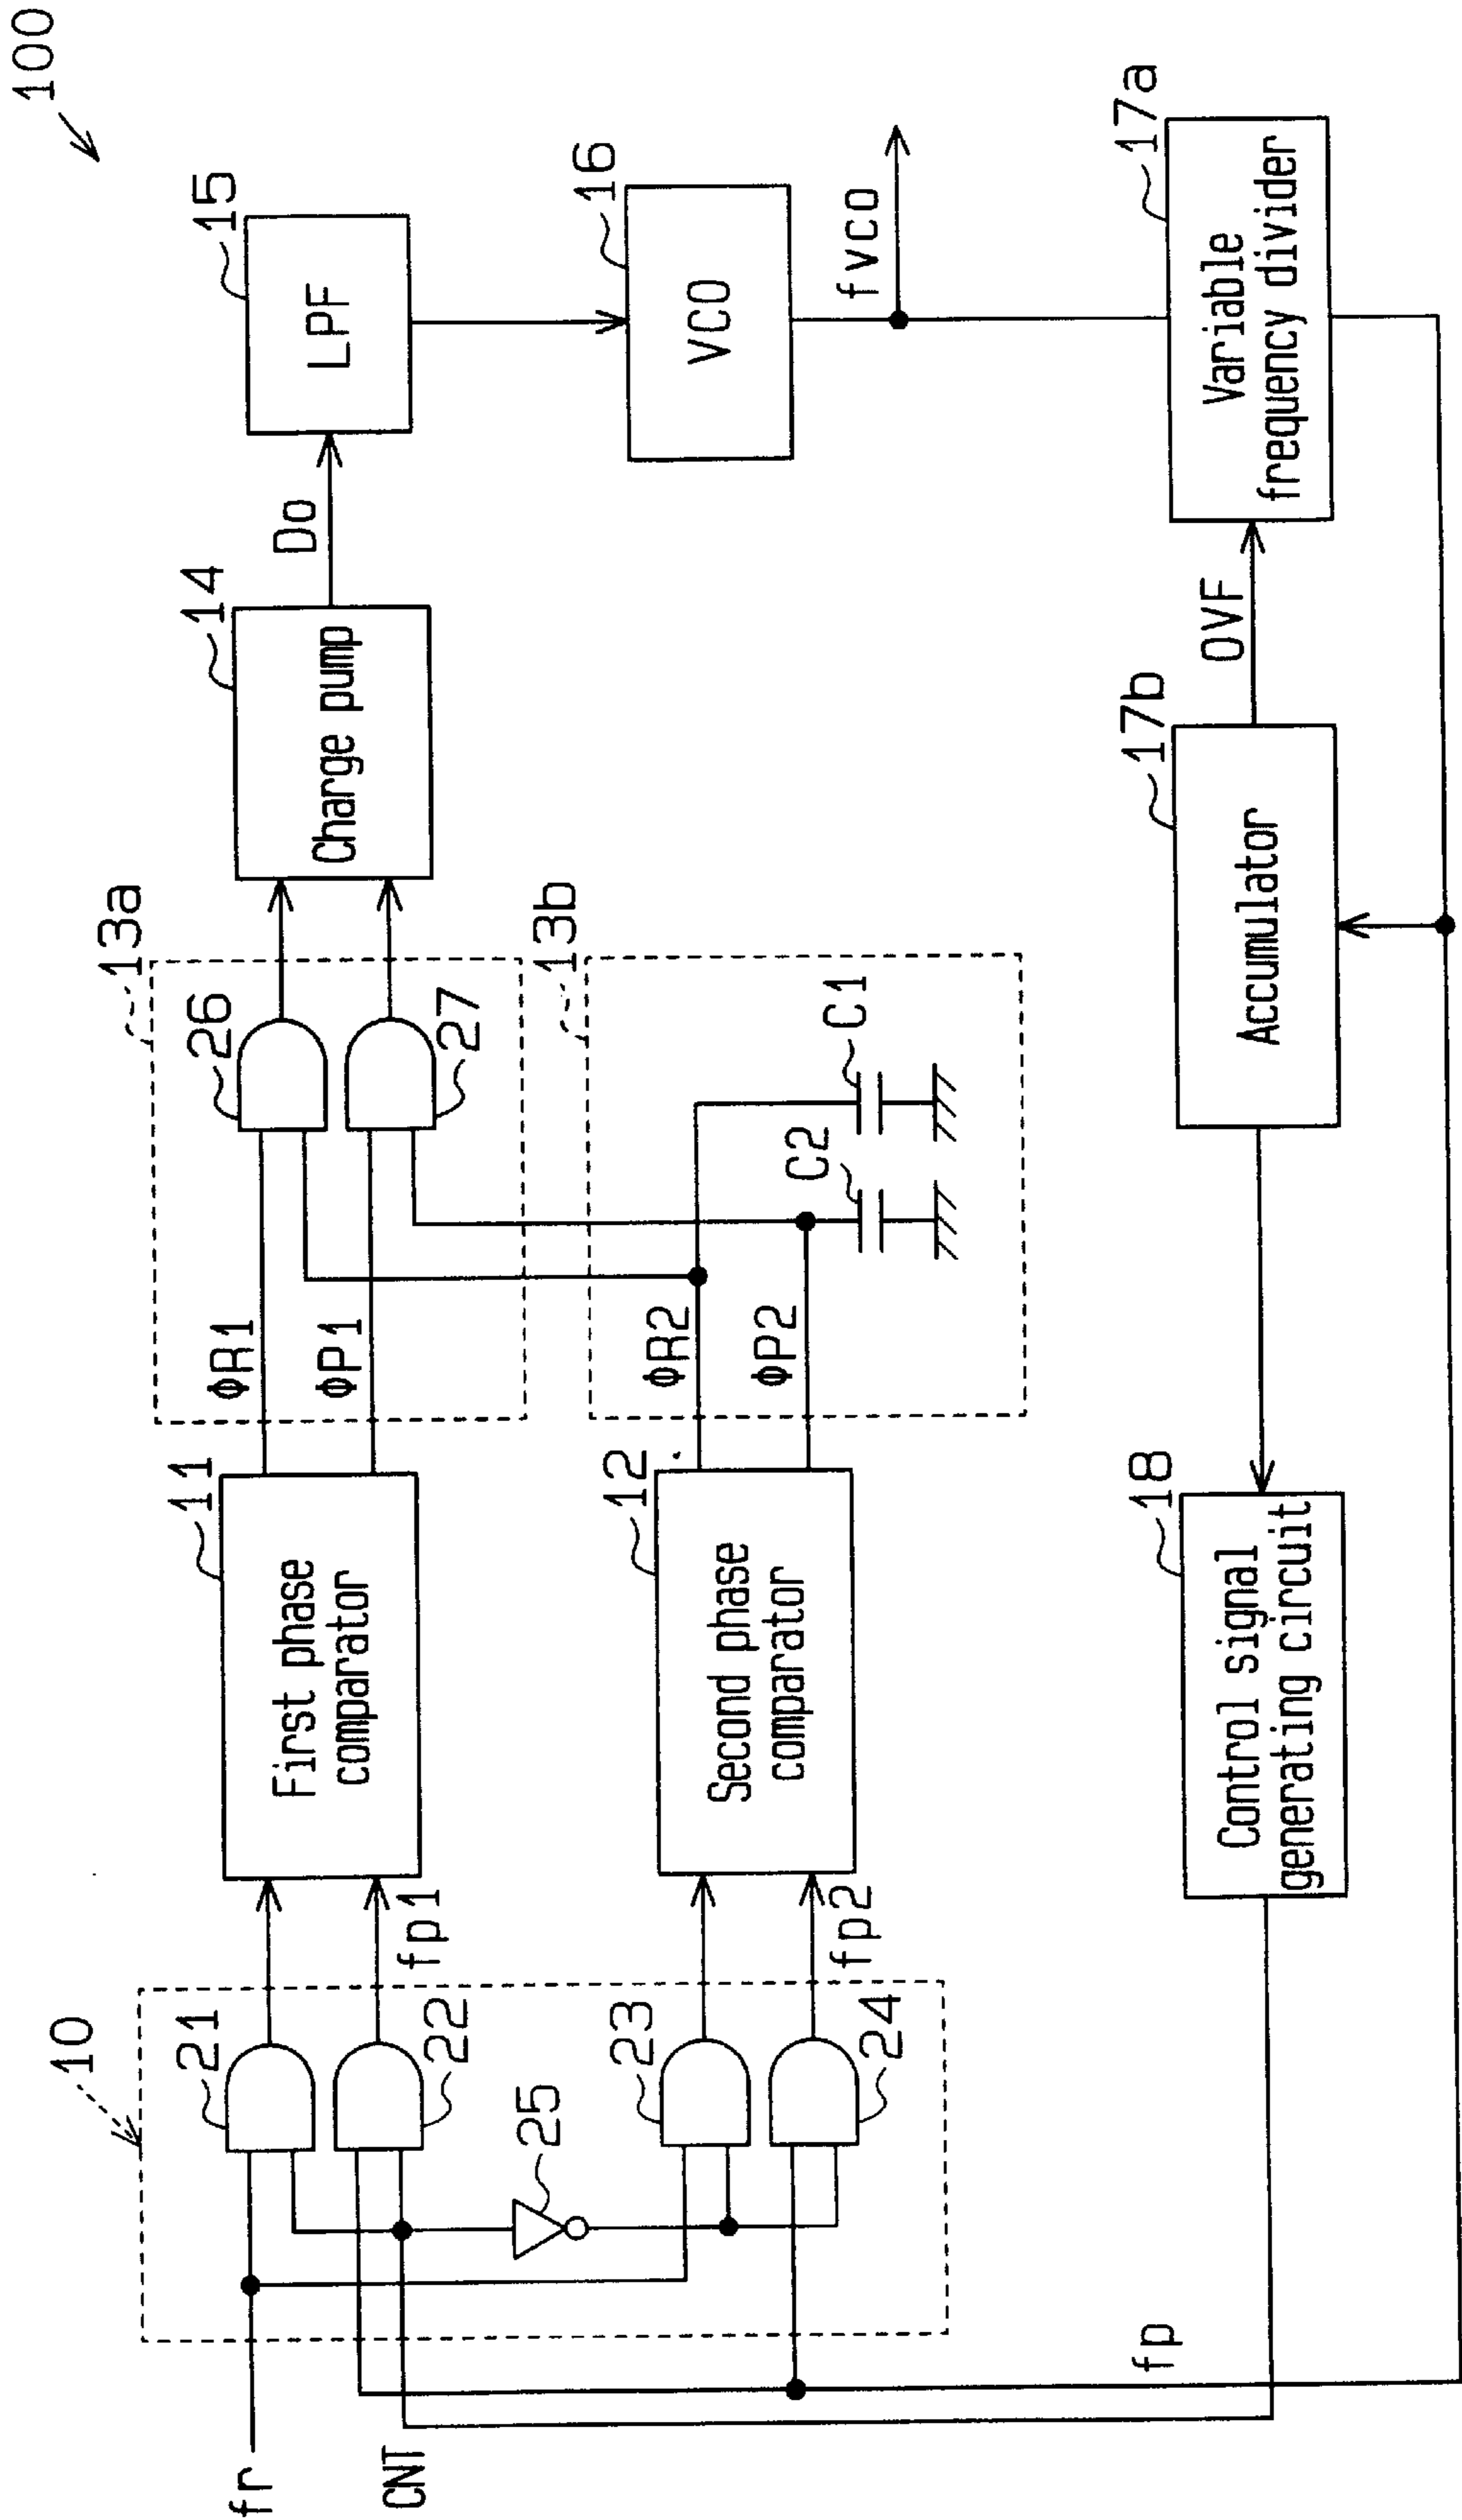 100
10
fr
CNT
21
22
23
24
25
fp1
fp2
fp
11
First phase
comparator
12
Second phase
comparator
ΦR1
ΦP1
ΦR2
ΦP2
13a
26
27
13b
C1
C2
14
Charge pump
Do
15
LPF
16
VCO
fvco
17a
Variable
frequency divider
OVF
17b
Accumulator
18
Control signal
generating circuit